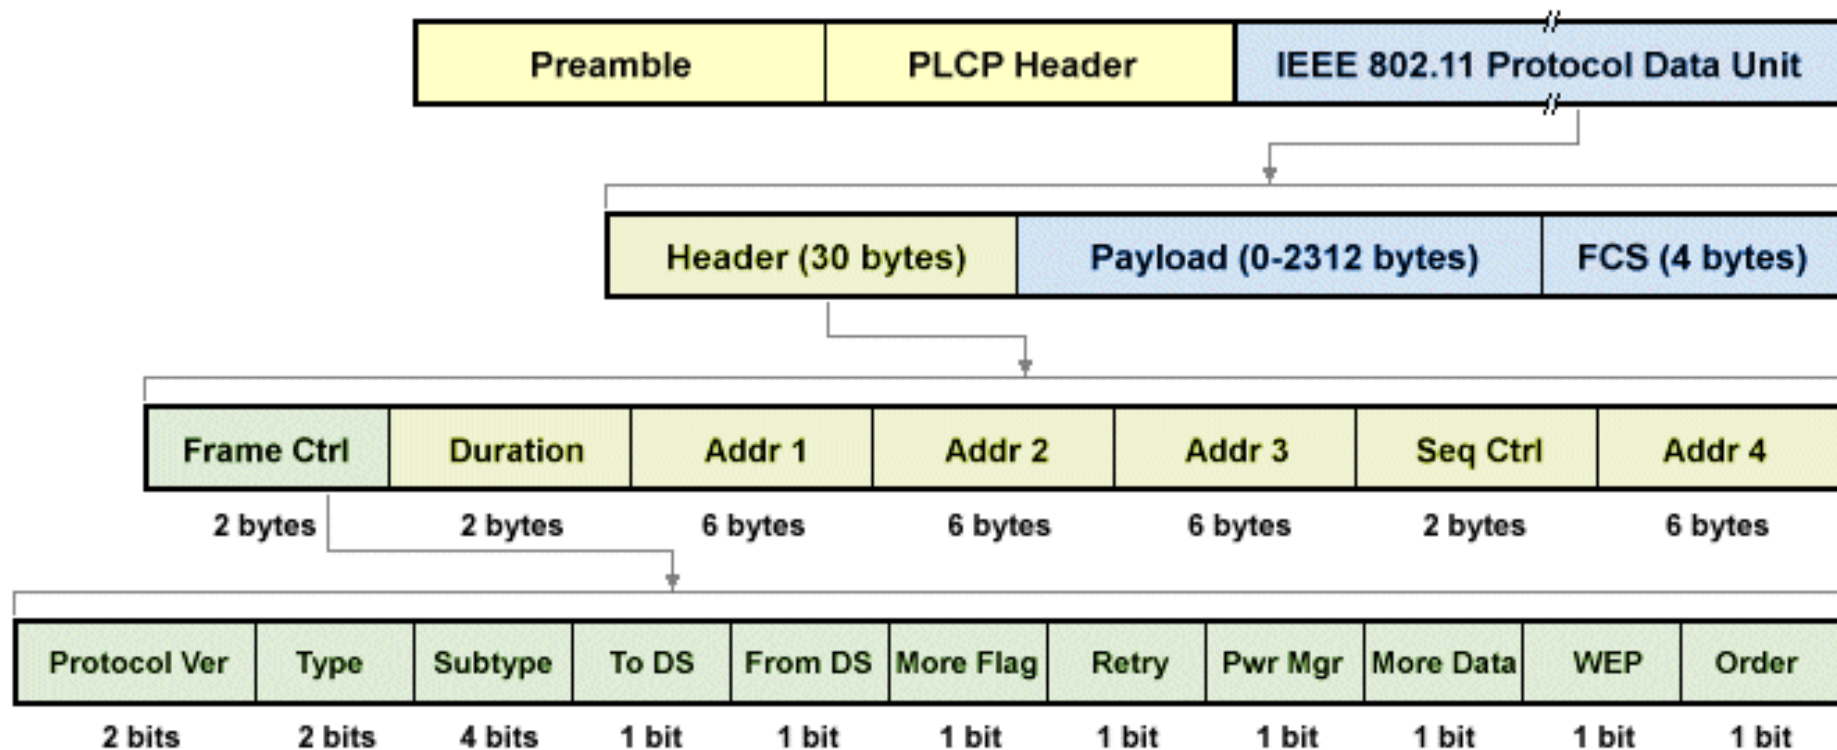 Preamble PLCP Header IEEE 802.11 Protocol Data Unit
Header (30 bytes) Payload (0-2312 bytes) FCS (4 bytes)
Frame Ctrl Duration Addr 1 Addr 2 Addr 3 Seq Ctrl Addr 4
2 bytes 2 bytes 6 bytes 6 bytes 6 bytes 2 bytes 6 bytes
Protocol Ver Type Subtype To DS From DS More Flag Retry Pwr Mgr More Data WEP Order
2 bits 2 bits 4 bits 1 bit 1 bit 1 bit 1 bit 1 bit 1 bit 1 bit 1 bit